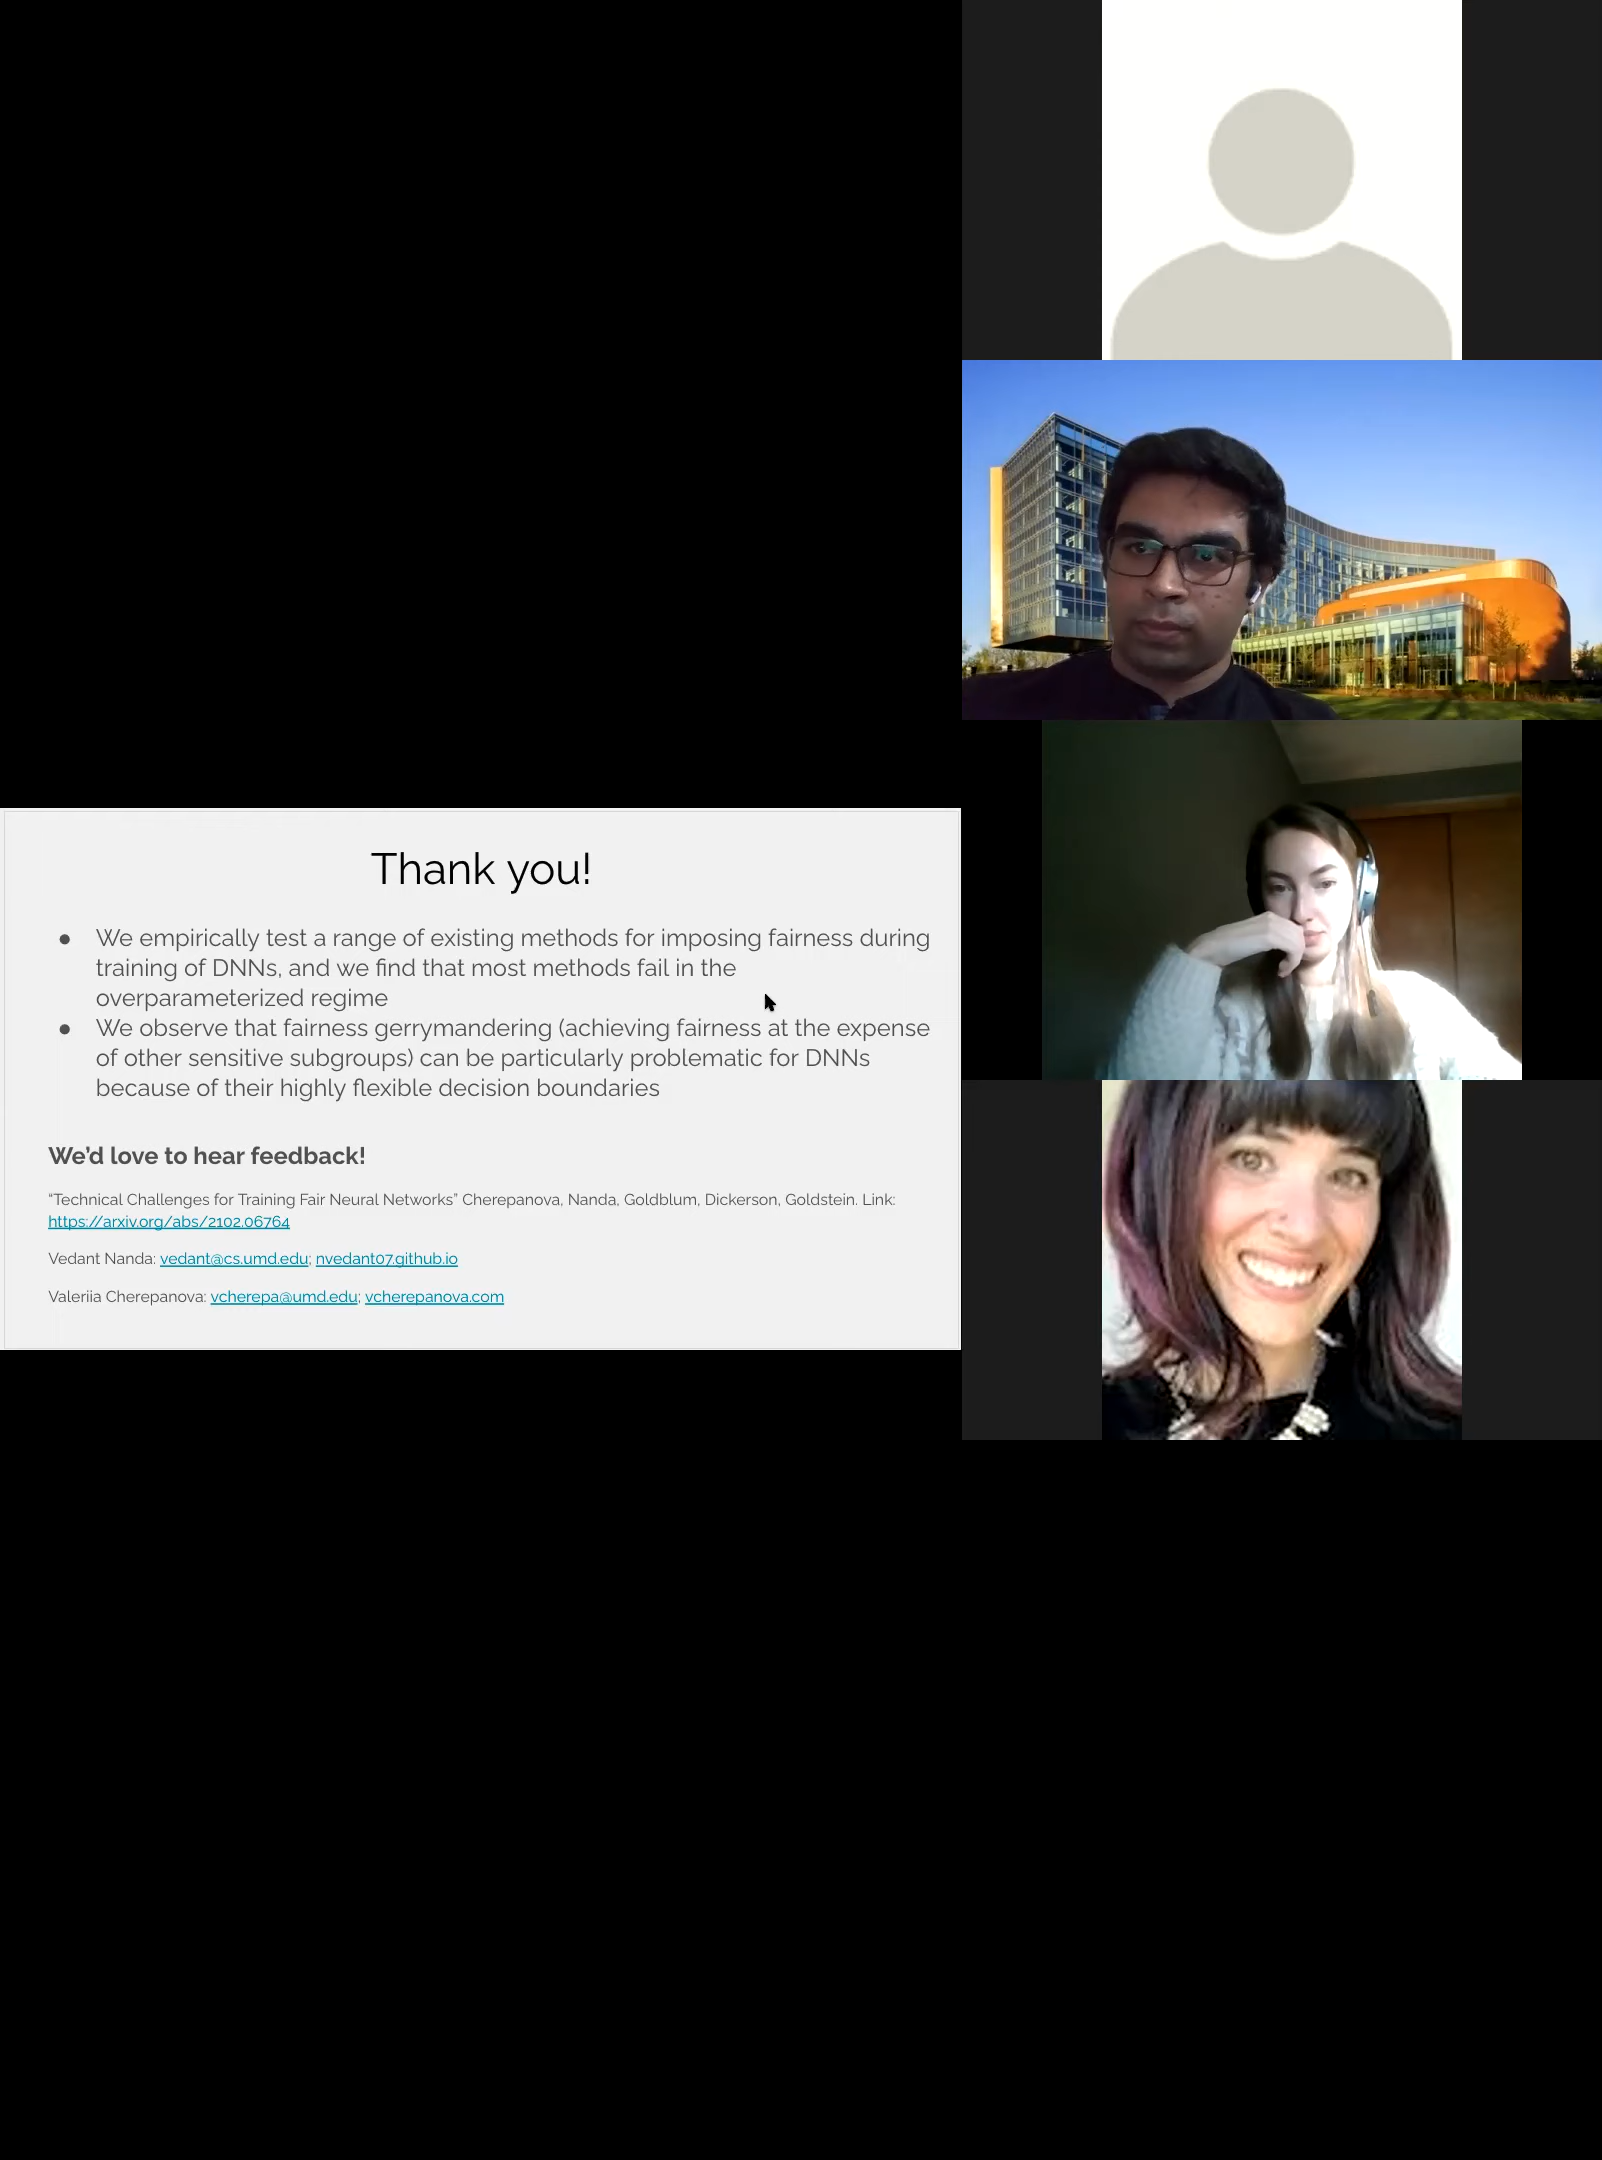 Thank you!
● We empirically test a range of existing methods for imposing fairness during
training of DNNs, and we find that most methods fail in the
overparameterized regime
● We observe that fairness gerrymandering (achieving fairness at the expense
of other sensitive subgroups) can be particularly problematic for DNNs
because of their highly flexible decision boundaries
We'd love to hear feedback!
“Technical Challenges for Training Fair Neural Networks” Cherepanova, Nanda, Goldblum, Dickerson, Goldstein. Link:
https://arxiv.org/abs/2102.06764
Vedant Nanda: vedant@cs.umd.edu; nvedant07.github.io
Valeriia Cherepanova: vcherepa@umd.edu; vcherepanova.com